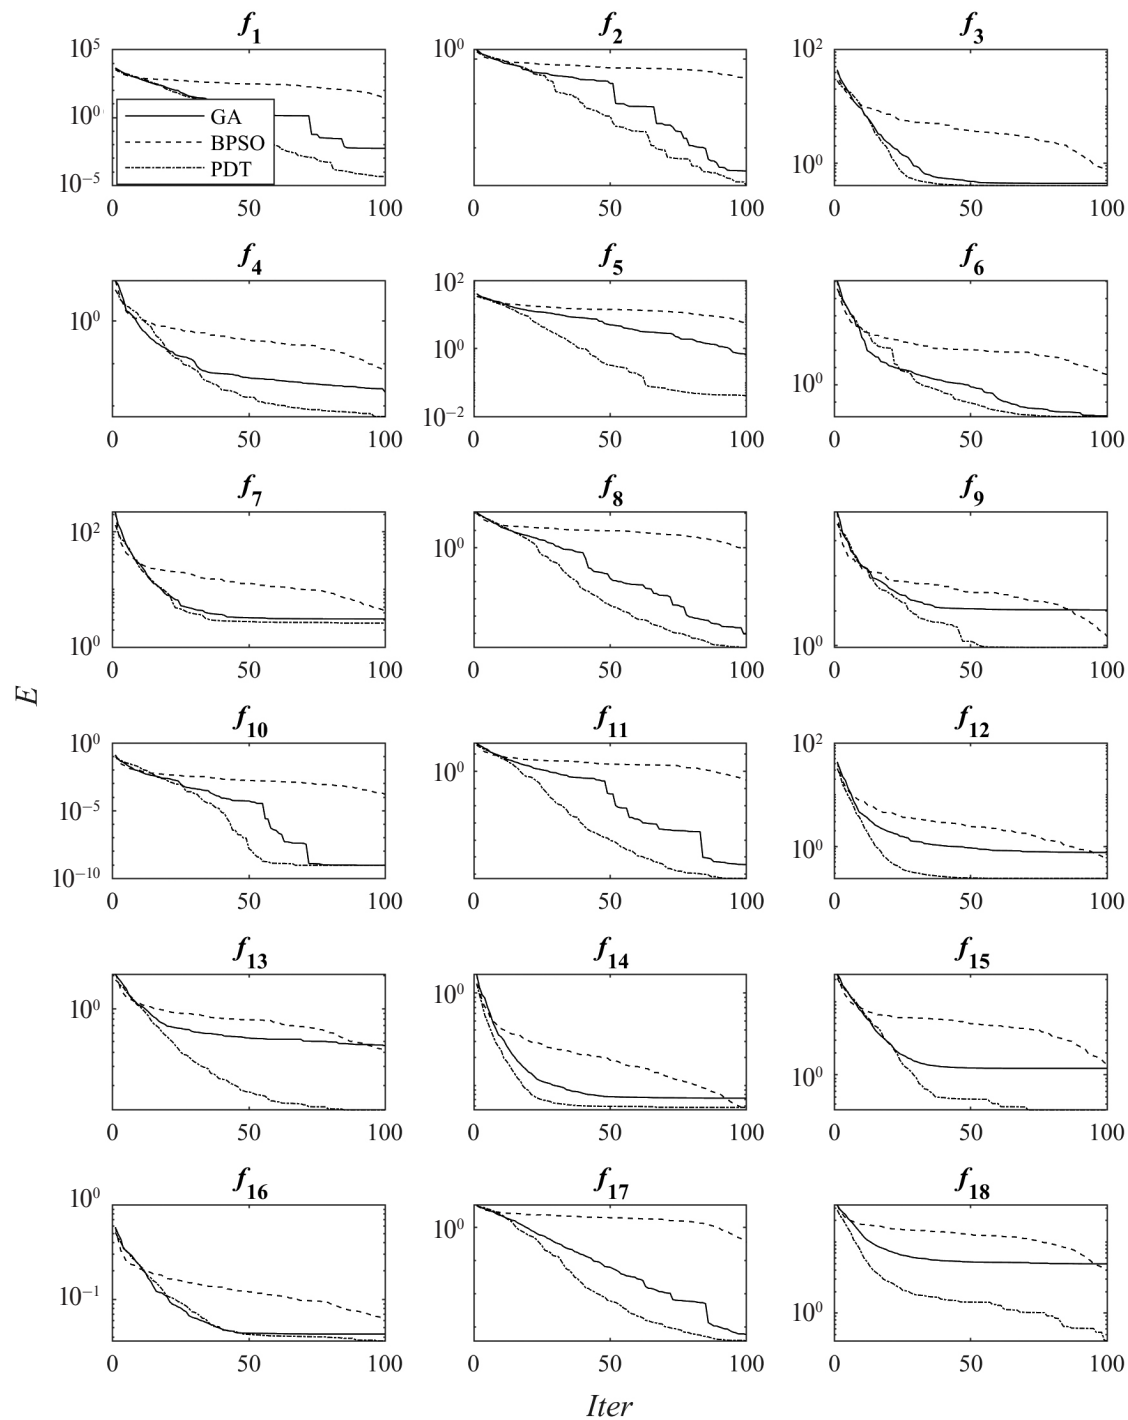 f1 f2 f3
10^5 10^0 10^2
10^0 10^0
10^−5
GA
BPSO
PDT
0 50 100 0 50 100 0 50 100
f4 f5 f6
10^0 10^2 10^0
10^0
10^−2
0 50 100 0 50 100 0 50 100
f7 f8 f9
10^2 10^0 10^0
10^0
0 50 100 0 50 100 0 50 100
E
f10 f11 f12
10^0 10^0 10^2
10^−5 10^0
10^−10
0 50 100 0 50 100 0 50 100
f13 f14 f15
10^0 10^0 10^0
0 50 100 0 50 100 0 50 100
f16 f17 f18
10^0 10^0 10^0
10^−1
0 50 100 0 50 100 0 50 100
Iter